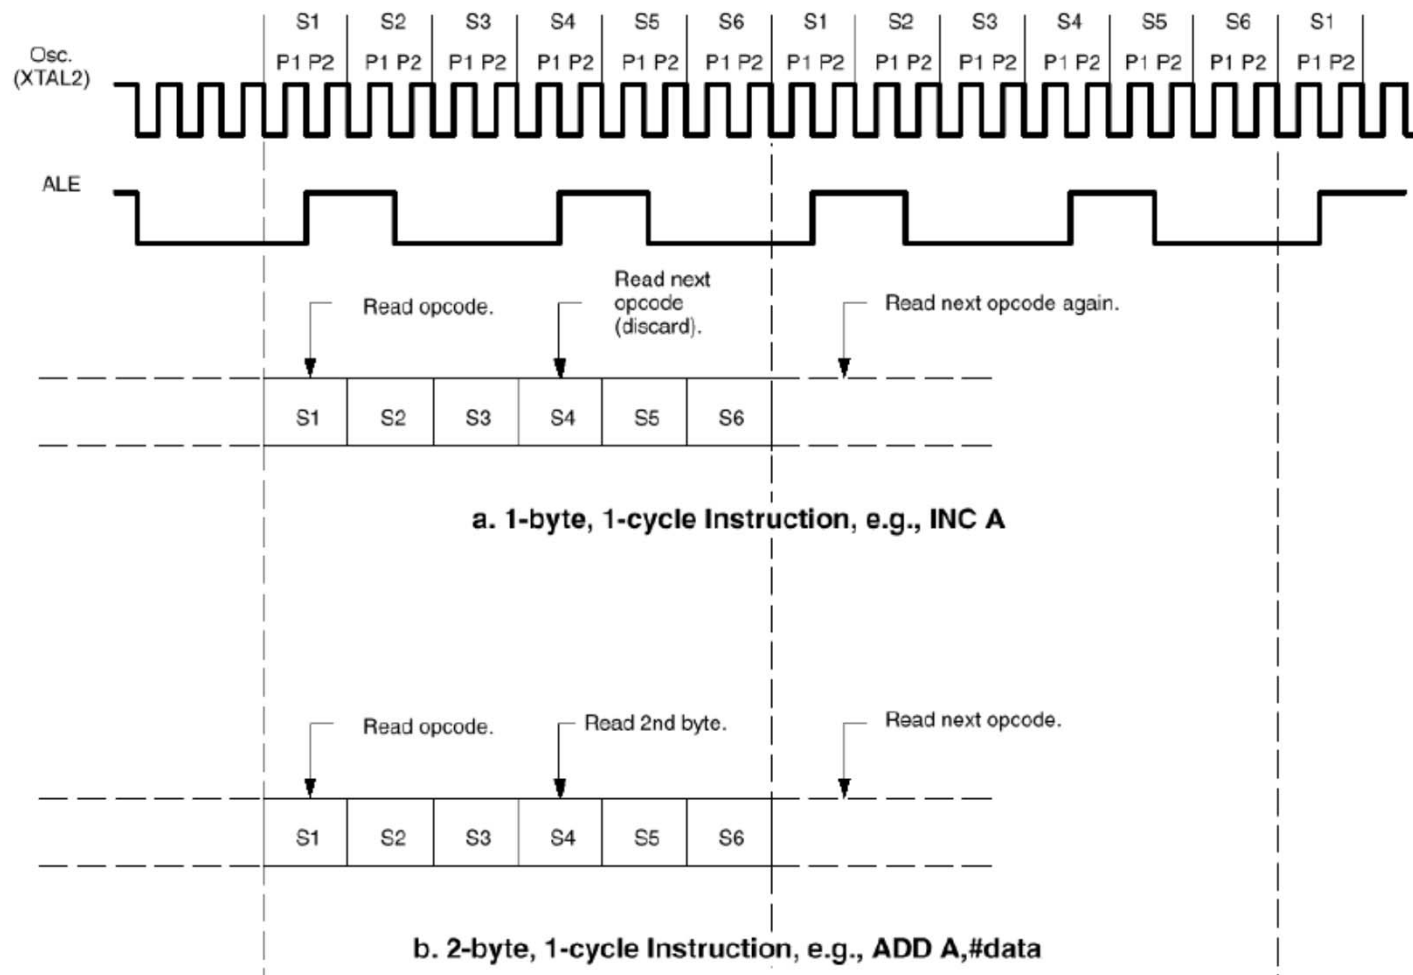 S1 S2 S3 S4 S5 S6 S1 S2 S3 S4 S5 S6 S1
Osc.
(XTAL2)
P1 P2 P1 P2 P1 P2 P1 P2 P1 P2 P1 P2 P1 P2 P1 P2 P1 P2 P1 P2 P1 P2 P1 P2 P1 P2
ALE
Read opcode.
Read next
opcode
(discard).
Read next opcode again.
S1 S2 S3 S4 S5 S6
a. 1-byte, 1-cycle Instruction, e.g., INC A
Read opcode.
Read 2nd byte.
Read next opcode.
S1 S2 S3 S4 S5 S6
b. 2-byte, 1-cycle Instruction, e.g., ADD A,#data